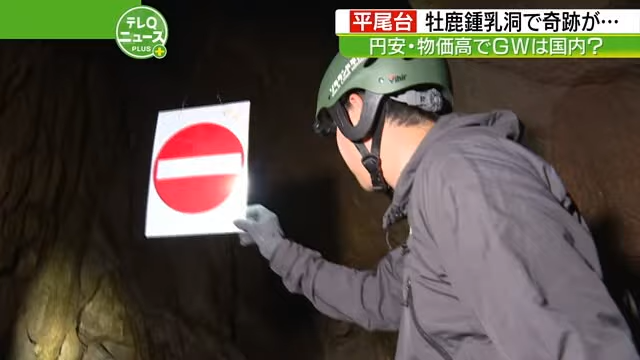 テレQ
ニュース
PLUS+
平尾台 牡鹿鍾乳洞で奇跡が…
円安・物価高でGWは国内?
Vihir